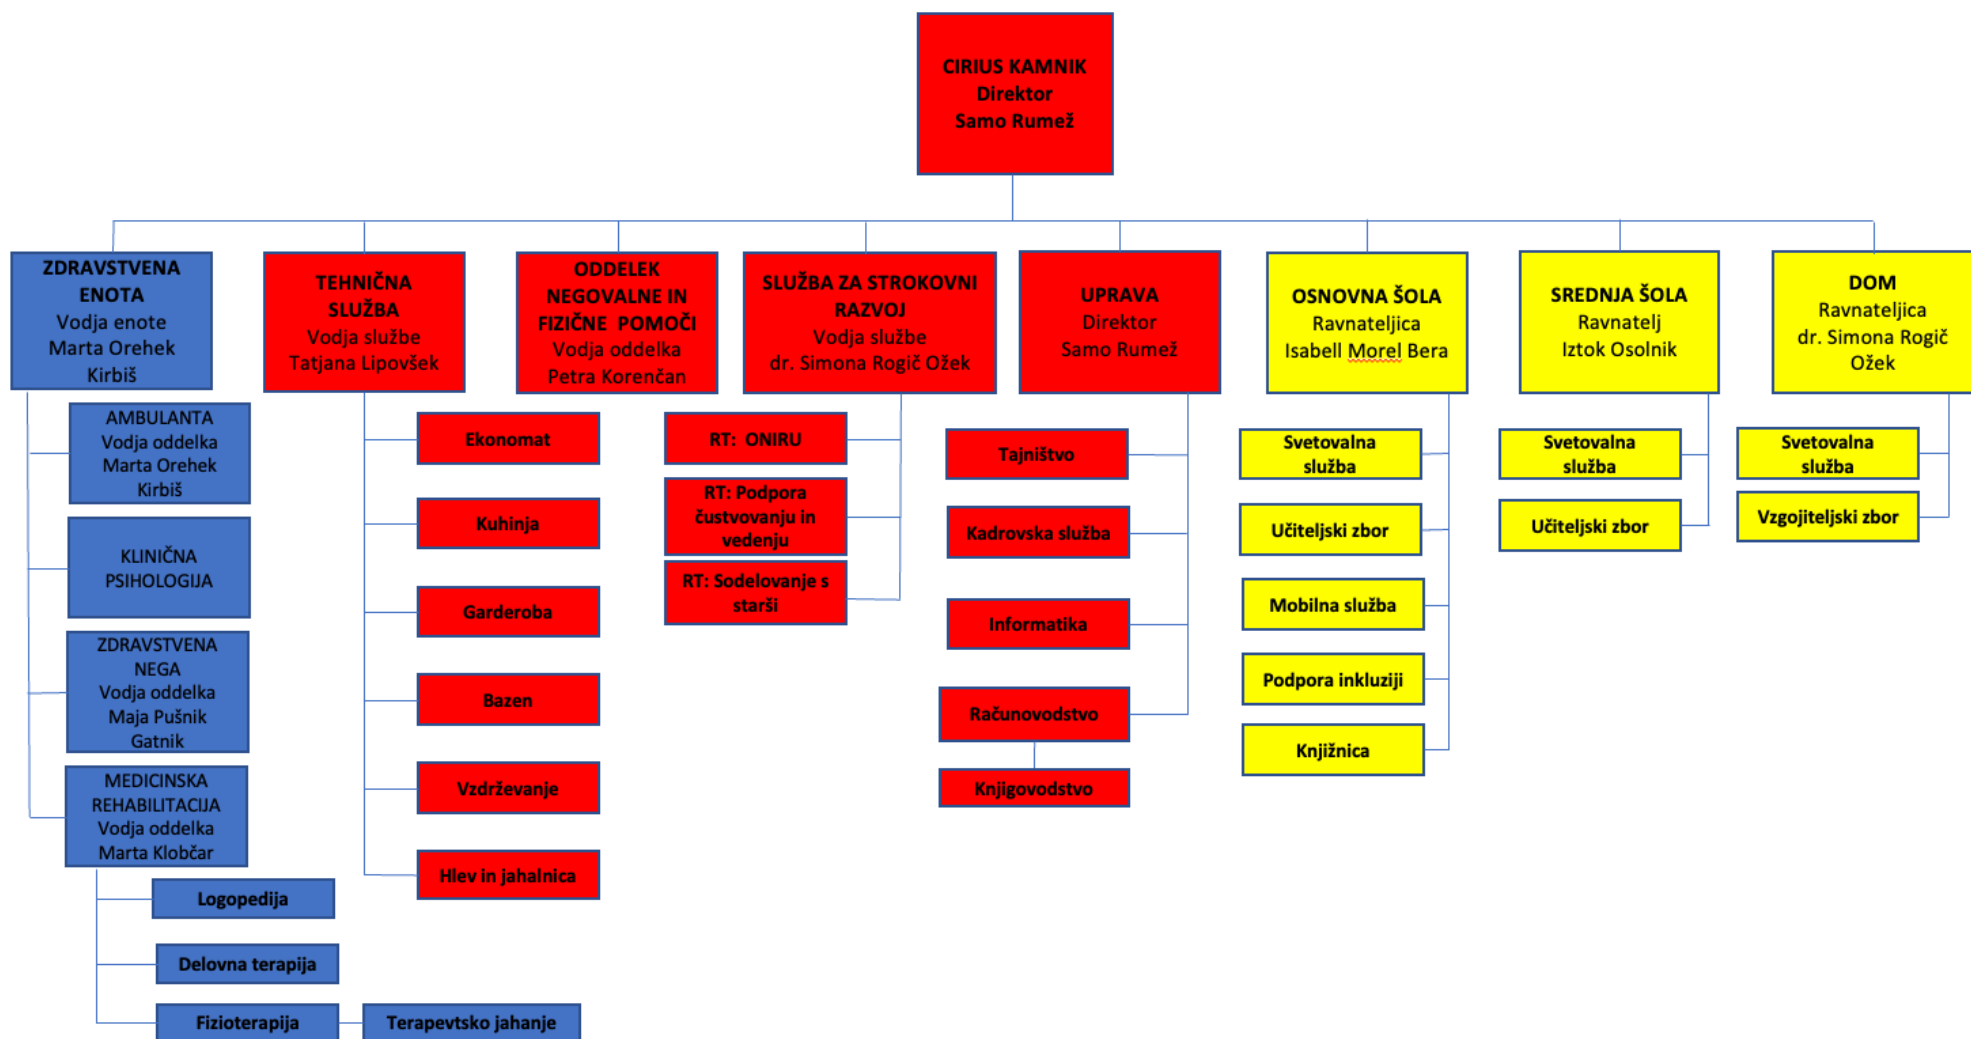 CIRIUS KAMNIK
Direktor
Samo Rumež
ZDRAVSTVENA
ENOTA
Vodja enote
Marta Orehek
Kirbiš
TEHNIČNA
SLUŽBA
Vodja službe
Tatjana Lipovšek
ODDELEK
NEGOVALNE IN
FIZIČNE POMOČI
Vodja oddelka
Petra Korenčan
SLUŽBA ZA STROKOVNI
RAZVOJ
Vodja službe
dr. Simona Rogič Ožek
UPRAVA
Direktor
Samo Rumež
OSNOVNA ŠOLA
Ravnateljica
Isabell Morel Bera
SREDNJA ŠOLA
Ravnatelj
Iztok Osolnik
DOM
Ravnateljica
dr. Simona Rogič
Ožek
AMBULANTA
Vodja oddelka
Marta Orehek
Kirbiš
KLINIČNA
PSIHOLOGIJA
ZDRAVSTVENA
NEGA
Vodja oddelka
Maja Pušnik
Gatnik
MEDICINSKA
REHABILITACIJA
Vodja oddelka
Marta Klobčar
Logopedija
Delovna terapija
Fizioterapija
Terapevtsko jahanje
Ekonomat
Kuhinja
Garderoba
Bazen
Vzdrževanje
Hlev in jahalnica
RT: ONIRU
RT: Podpora
čustvovanju in
vedenju
RT: Sodelovanje s
starši
Tajništvo
Kadrovska služba
Informatika
Računovodstvo
Knjigovodstvo
Svetovalna
služba
Učiteljski zbor
Mobilna služba
Podpora inkluziji
Knjižnica
Svetovalna
služba
Učiteljski zbor
Svetovalna
služba
Vzgojiteljski zbor